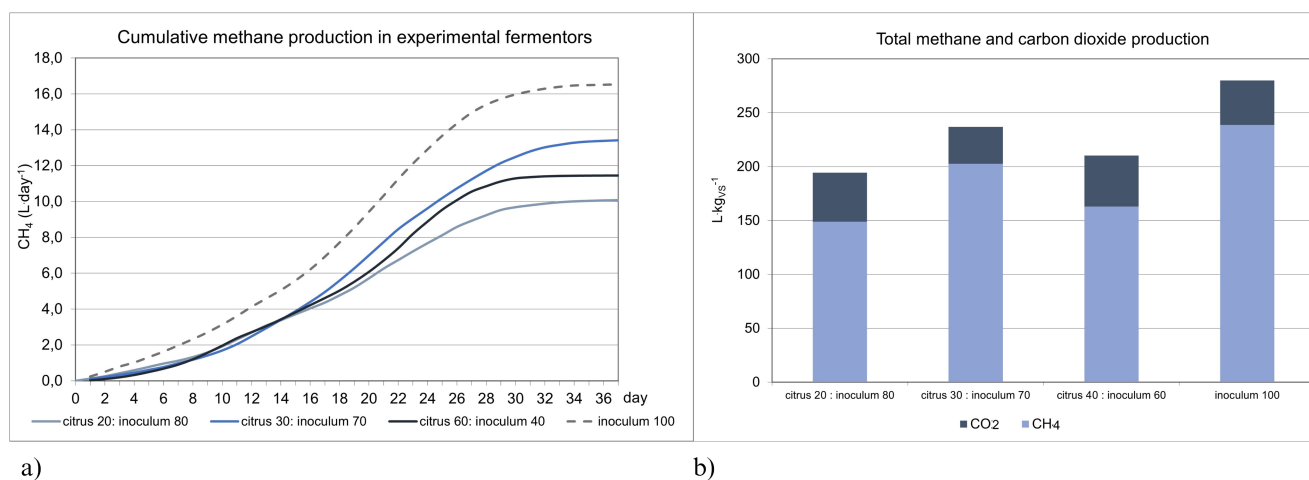 Cumulative methane production in experimental fermentors
18,0
16,0
14,0
12,0
10,0
8,0
6,0
4,0
2,0
0,0
CH4 (L·day-1)
0 2 4 6 8 10 12 14 16 18 20 22 24 26 28 30 32 34 36 day
citrus 20: inoculum 80 citrus 30: inoculum 70 citrus 60: inoculum 40 inoculum 100
a)
Total methane and carbon dioxide production
300
250
200
150
100
50
0
L·kgVS-1
citrus 20 : inoculum 80 citrus 30 : inoculum 70 citrus 40 : inoculum 60 inoculum 100
CO2 CH4
b)